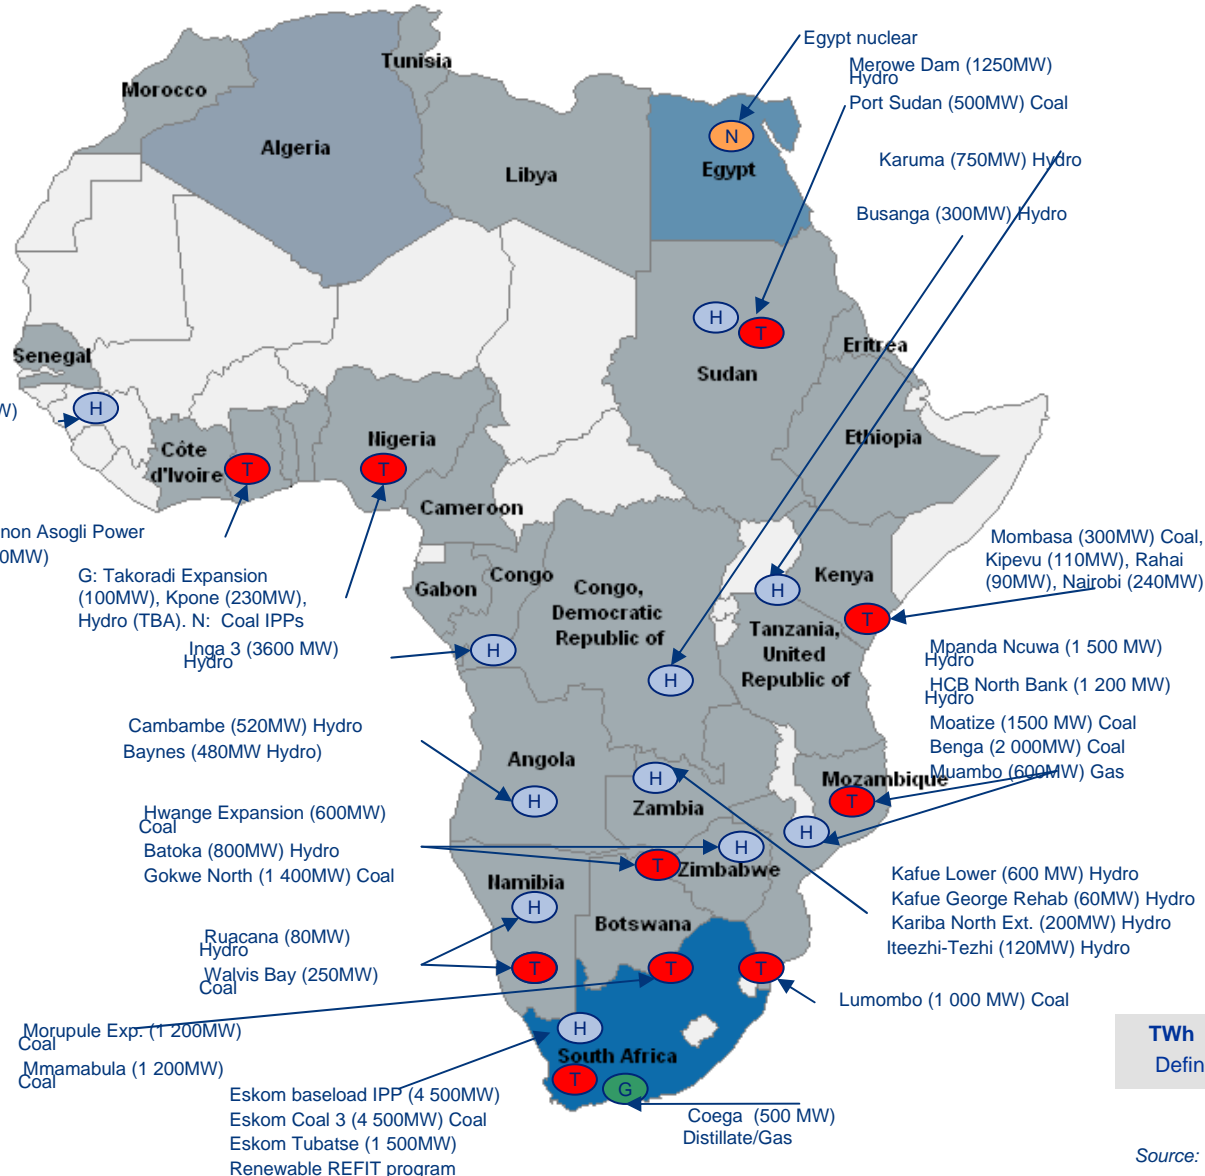 Egypt nuclear
Merowe Dam (1250MW)
Hydro
Port Sudan (500MW) Coal
Karuma (750MW) Hydro
Busanga (300MW) Hydro
Tunisia
Morocco
Algeria
Libya
N
Egypt
H
T
Sudan
Eritrea
Ethiopia
Senegal
W)
H
Côte
d'Ivoire
T
Nigeria
T
Cameroon
non Asogli Power
0MW)
G: Takoradi Expansion
(100MW), Kpone (230MW),
Hydro (TBA). N: Coal IPPs
Inga 3 (3600 MW)
Hydro
Gabon
Congo
Congo,
Democratic
Republic of
H
H
H
Kenya
T
Tanzania,
United
Republic of
Mombasa (300MW) Coal,
Kipevu (110MW), Rahai
(90MW), Nairobi (240MW)
Mpanda Ncuwa (1 500 MW)
Hydro
HCB North Bank (1 200 MW)
Hydro
Moatize (1500 MW) Coal
Benga (2 000MW) Coal
Muambo (600MW) Gas
Cambambe (520MW) Hydro
Baynes (480MW Hydro)
Angola
H
H
Zambia
Mozambique
T
H
Hwange Expansion (600MW)
Coal
Batoka (800MW) Hydro
Gokwe North (1 400MW) Coal
H
T
Zimbabwe
Kafue Lower (600 MW) Hydro
Kafue George Rehab (60MW) Hydro
Kariba North Ext. (200MW) Hydro
Iteezhi-Tezhi (120MW) Hydro
Namibia
H
Botswana
Ruacana (80MW)
Hydro
Walvis Bay (250MW)
Coal
T
T
T
Lumombo (1 000 MW) Coal
Morupule Exp. (1 200MW)
Coal
Mmamabula (1 200MW)
Coal
H
South Africa
T
G
Eskom baseload IPP (4 500MW)
Eskom Coal 3 (4 500MW) Coal
Eskom Tubatse (1 500MW)
Renewable REFIT program
Coega (500 MW)
Distillate/Gas
TWh
Defin
Source: